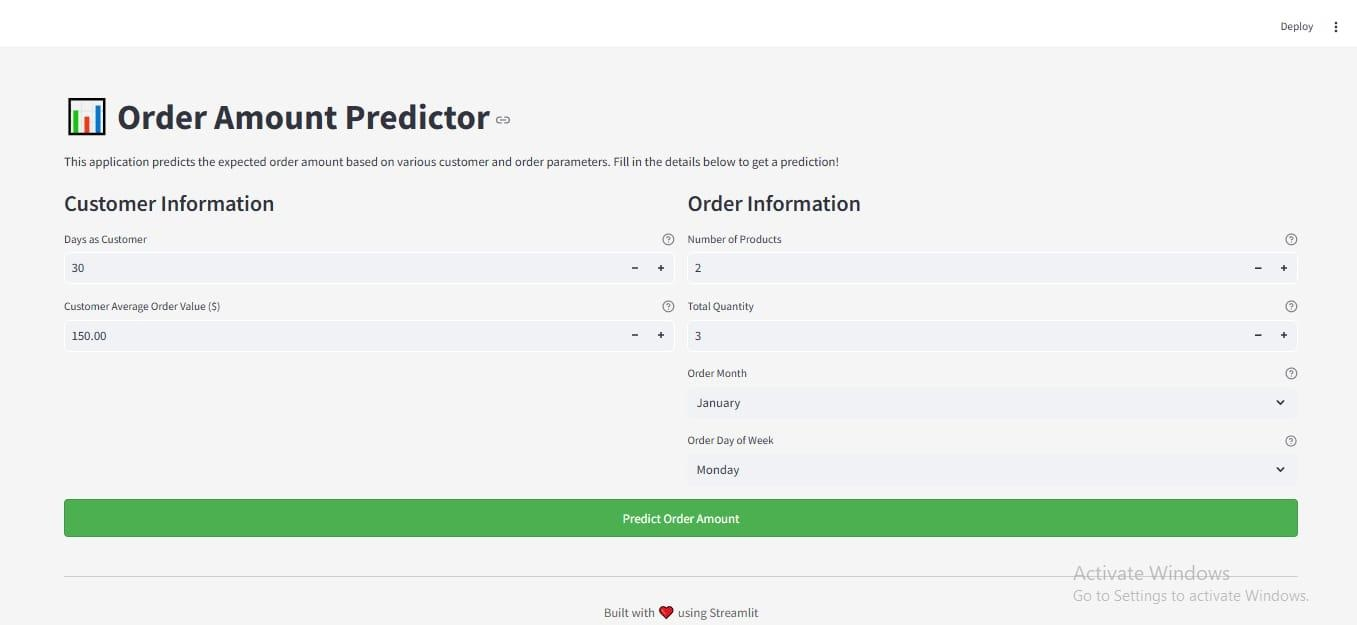 Deploy
Order Amount Predictor
This application predicts the expected order amount based on various customer and order parameters. Fill in the details below to get a prediction!
Customer Information
Days as Customer
30
Customer Average Order Value ($)
150.00
Order Information
Number of Products
2
Total Quantity
3
Order Month
January
Order Day of Week
Monday
Predict Order Amount
Activate Windows
Go to Settings to activate Windows.
Built with ❤️ using Streamlit